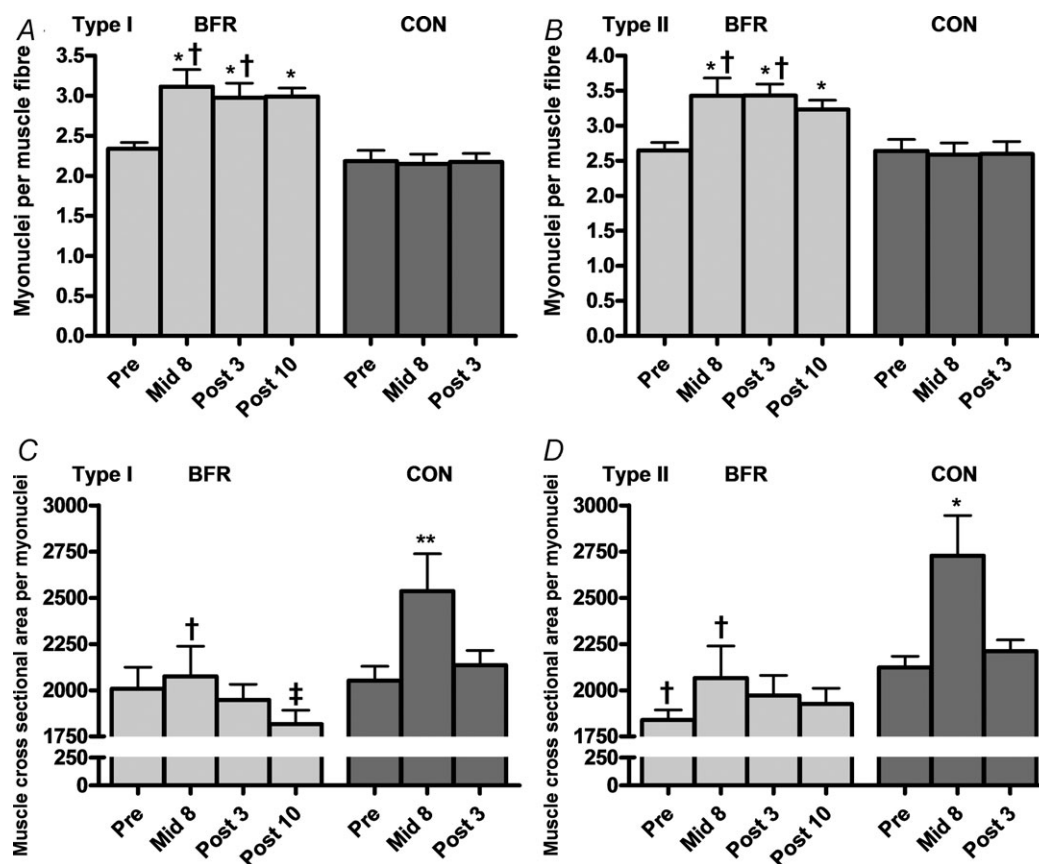 A Type I BFR CON
Myonuclei per muscle fibre
3.5
3.0
2.5
2.0
1.5
1.0
0.5
0.0
*† *† *
Pre Mid 8 Post 3 Post 10 Pre Mid 8 Post 3
B Type II BFR CON
Myonuclei per muscle fibre
4.0
3.5
3.0
2.5
2.0
1.5
1.0
0.5
0.0
*† *† *
Pre Mid 8 Post 3 Post 10 Pre Mid 8 Post 3
C Type I BFR CON
Muscle cross sectional area per myonuclei
3000
2750
2500
2250
2000
1750
250
0
† ‡ **
Pre Mid 8 Post 3 Post 10 Pre Mid 8 Post 3
D Type II BFR CON
Muscle cross sectional area per myonuclei
3000
2750
2500
2250
2000
1750
250
0
† † *
Pre Mid 8 Post 3 Post 10 Pre Mid 8 Post 3